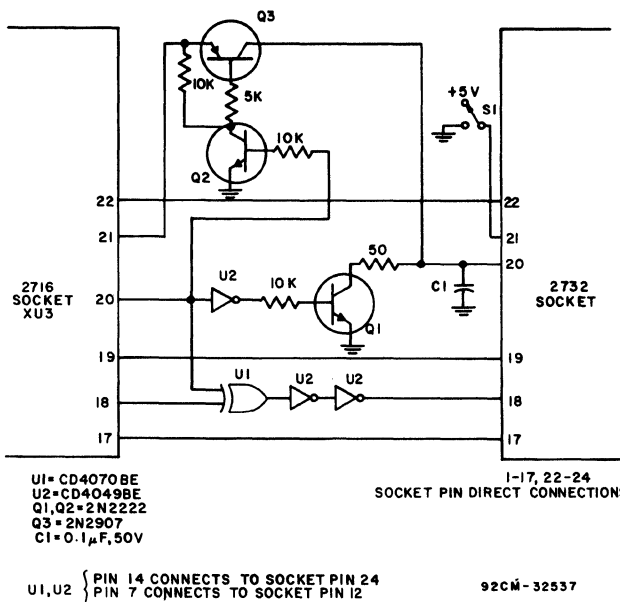 Q3
10K
5K
+5V
S1
10K
Q2
22
22
21
21
50
20
2716
SOCKET
XU3
20
U2
10K
C1
2732
SOCKET
Q1
19
19
U1
U2
U2
18
18
17
17
U1=CD4070BE
U2=CD4049BE
Q1,Q2=2N2222
Q3=2N2907
C1=0.1μF,50V
1-17, 22-24
SOCKET PIN DIRECT CONNECTION
U1,U2 { PIN 14 CONNECTS TO SOCKET PIN 24
PIN 7 CONNECTS TO SOCKET PIN 12
92CM-32537